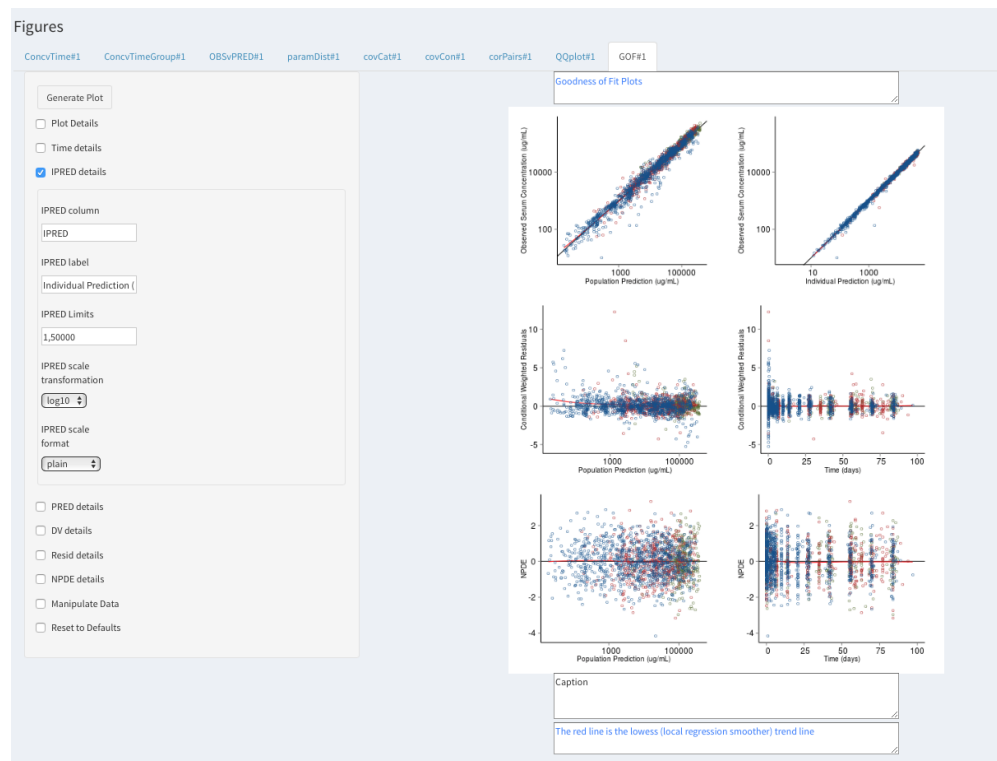 Figures
ConcvTime#1 ConcvTimeGroup#1 OBSvPRED#1 paramDist#1 covCat#1 covCon#1 corPairs#1 QQplot#1 GOF#1
Generate Plot
Plot Details
Time details
IPRED details
IPRED column
IPRED
IPRED label
Individual Prediction (
IPRED Limits
1,50000
IPRED scale
transformation
log10
IPRED scale
format
plain
PRED details
DV details
Resid details
NPDE details
Manipulate Data
Reset to Defaults
Goodness of Fit Plots
Observed Serum Concentration (ug/mL)
10000
100
1000 100000
Population Prediction (ug/mL)
Observed Serum Concentration (ug/mL)
10000
100
10 1000
Individual Prediction (ug/mL)
Conditional Weighted Residuals
10
5
0
-5
1000 100000
Population Prediction (ug/mL)
Conditional Weighted Residuals
10
5
0
-5
0 25 50 75 100
Time (days)
NPDE
2
0
-2
-4
1000 100000
Population Prediction (ug/mL)
NPDE
2
0
-2
-4
0 25 50 75 100
Time (days)
Caption
The red line is the lowess (local regression smoother) trend line